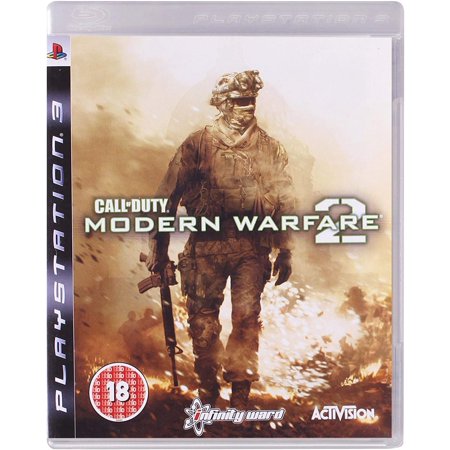 PLAYSTATION 3
PLAYSTATION 3
CALL OF DUTY
MODERN WARFARE 2
18
infinity ward
ACTIVISION